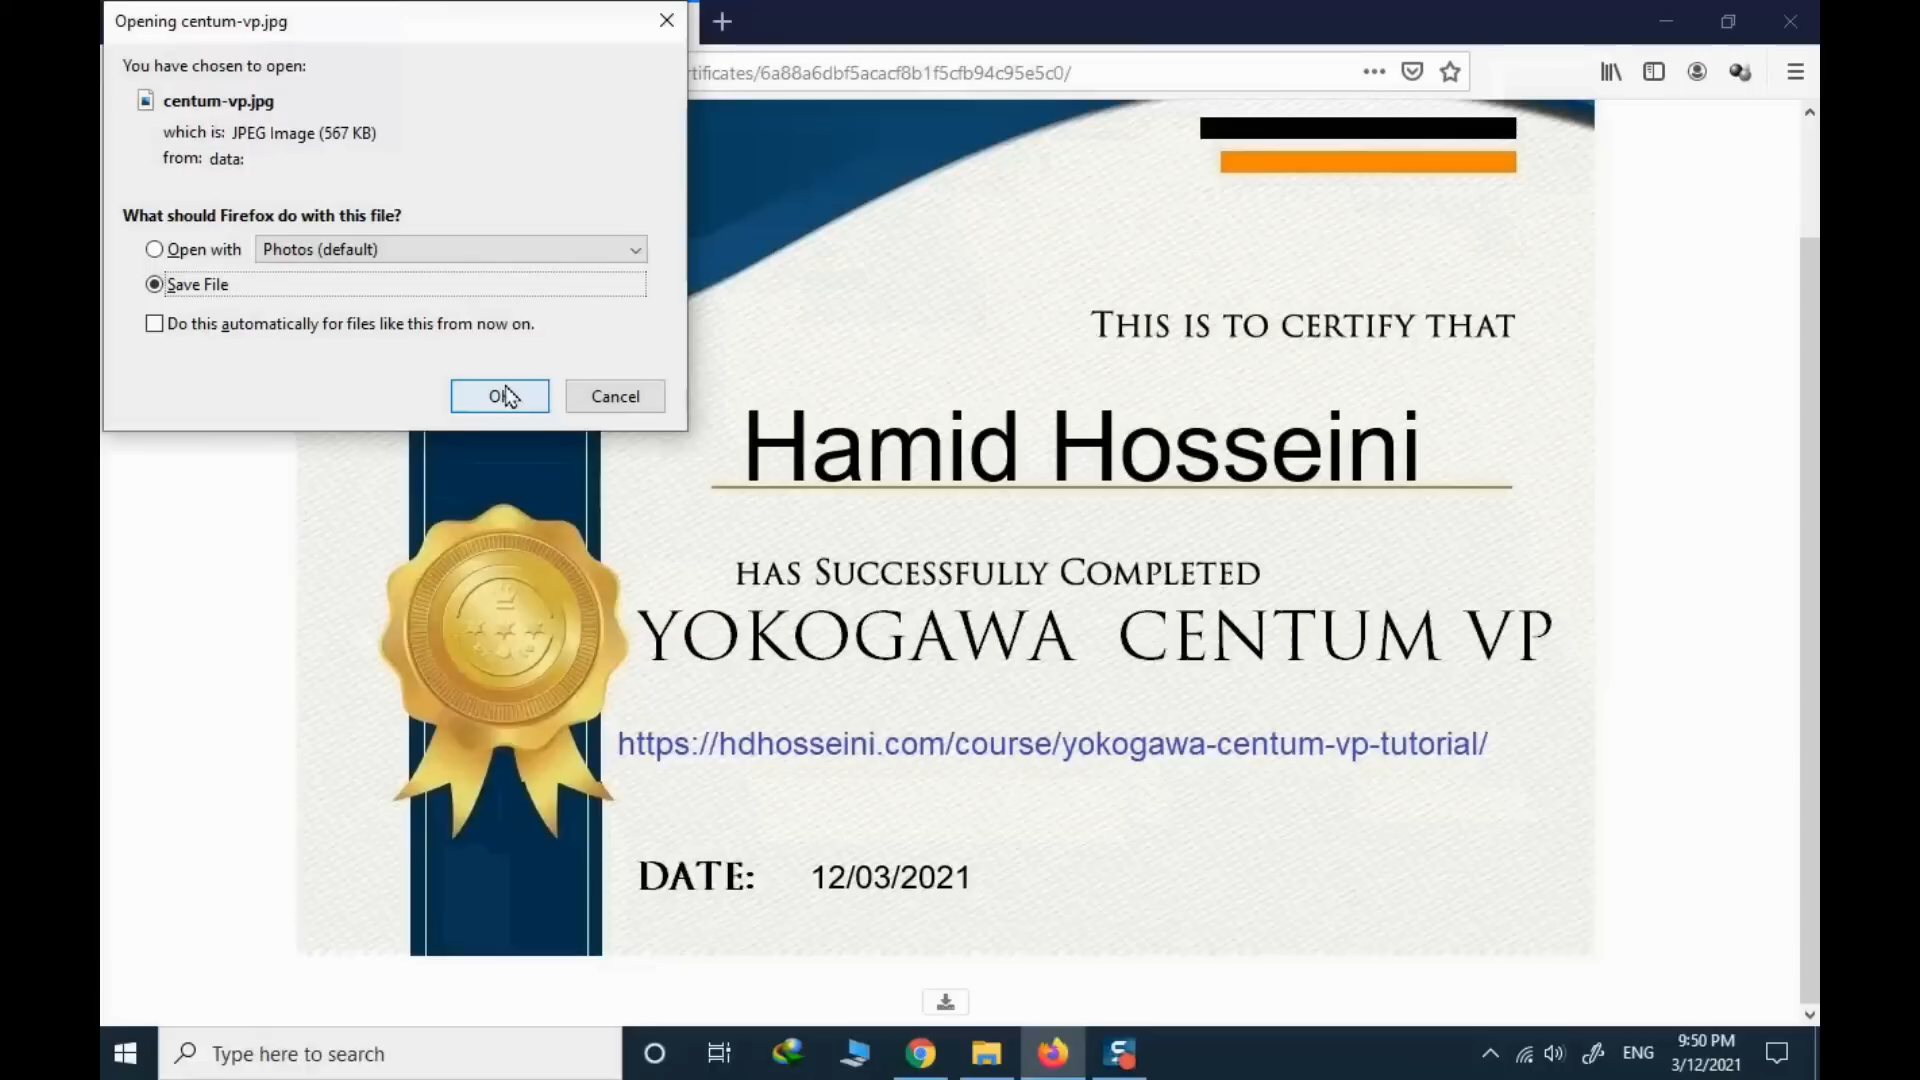 Opening centum-vp.jpg
You have chosen to open:
centum-vp.jpg
which is: JPEG Image (567 KB)
from: data:
What should Firefox do with this file?
Open with
Photos (default)
Save File
Do this automatically for files like this from now on.
Cancel
rtificates/6a88a6dbf5acacf8b1f5cfb94c95e5c0/
This is to certify that
Hamid Hosseini
has Successfully Completed
YOKOGAWA CENTUM VP
https://hdhosseini.com/course/yokogawa-centum-vp-tutorial/
DATE: 12/03/2021
Type here to search
ENG
9:50 PM
3/12/2021